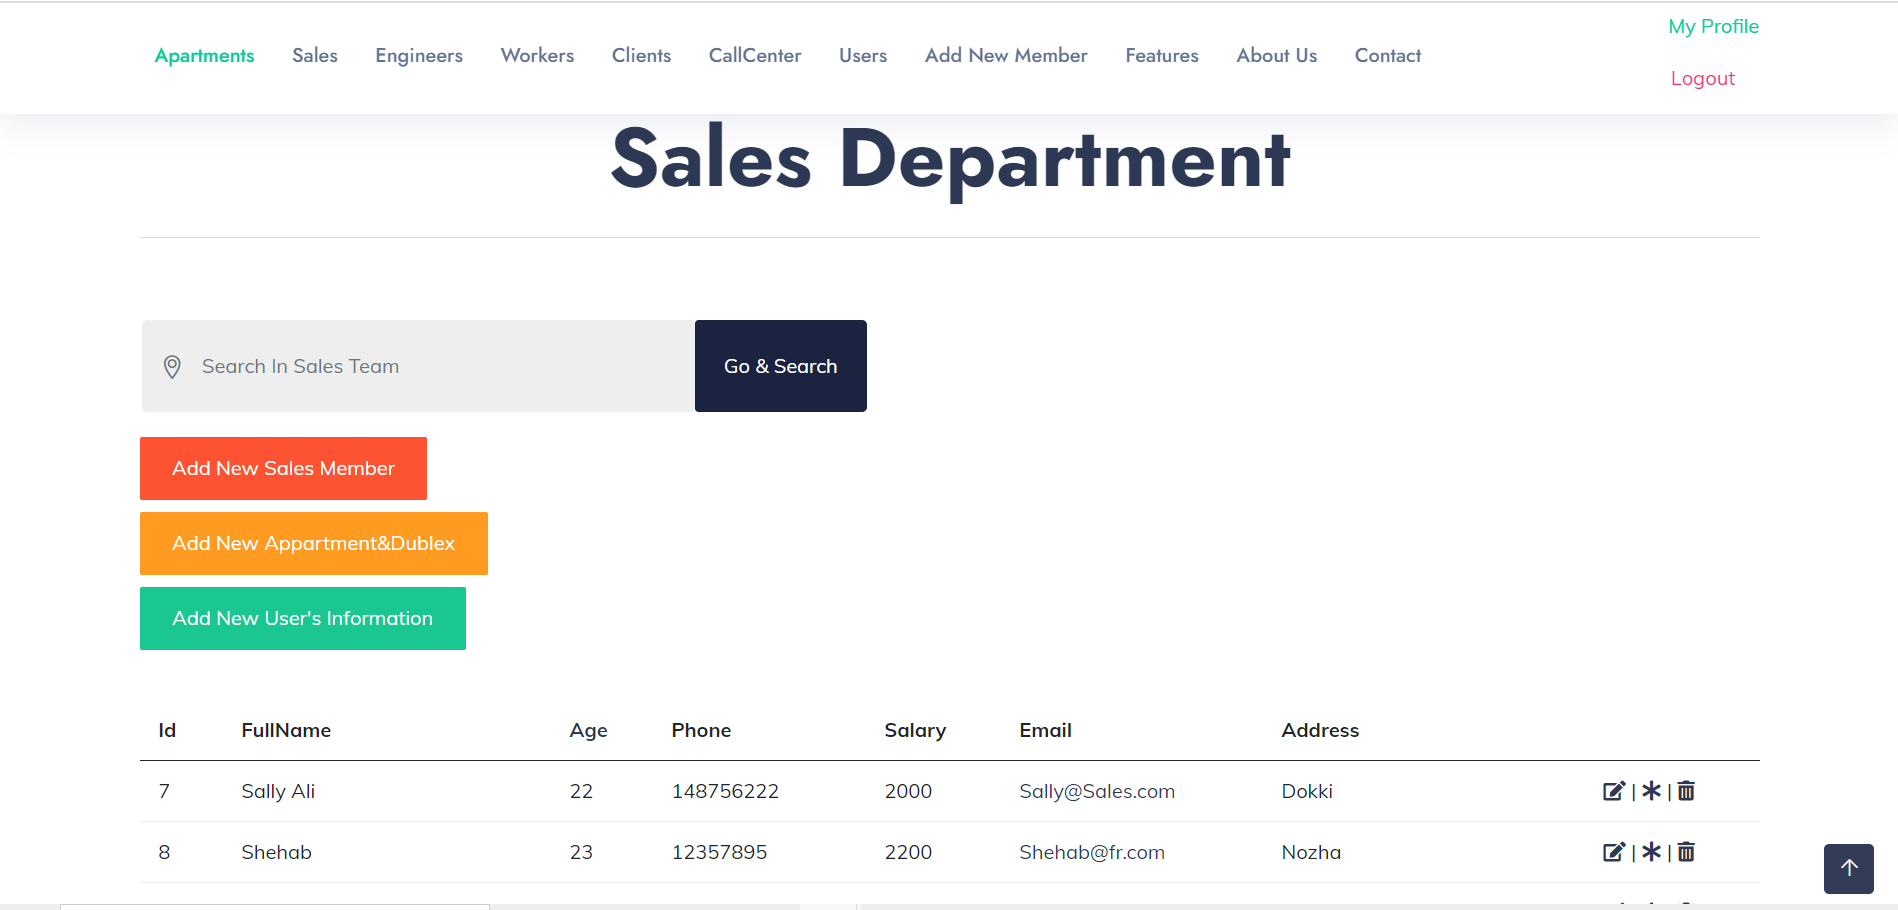 My Profile
Apartments Sales Engineers Workers Clients CallCenter Users Add New Member Features About Us Contact
Logout
Sales Department
Search In Sales Team Go & Search
Add New Sales Member
Add New Appartment&Dublex
Add New User's Information
Id FullName Age Phone Salary Email Address
7 Sally Ali 22 148756222 2000 Sally@Sales.com Dokki | |
8 Shehab 23 12357895 2200 Shehab@fr.com Nozha | |